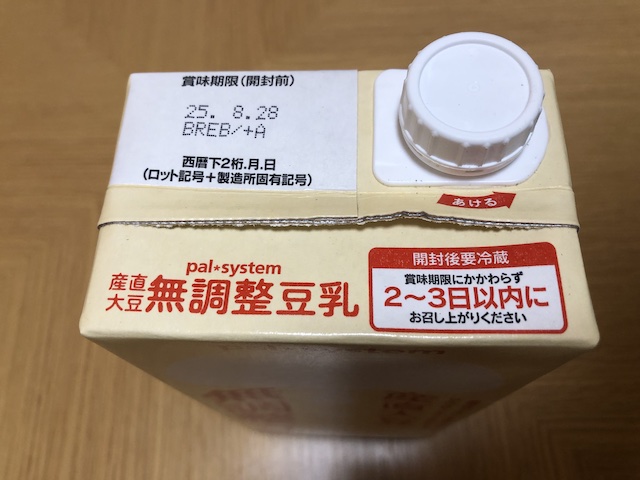 賞味期限(開封前)
25. 8.28
BREB/+A
西暦下2桁.月.日
(ロット記号+製造所固有記号)
あける
pal*system
産直
大豆
無調整豆乳
開封後要冷蔵
賞味期限にかかわらず
2~3日以内に
お召し上がりください